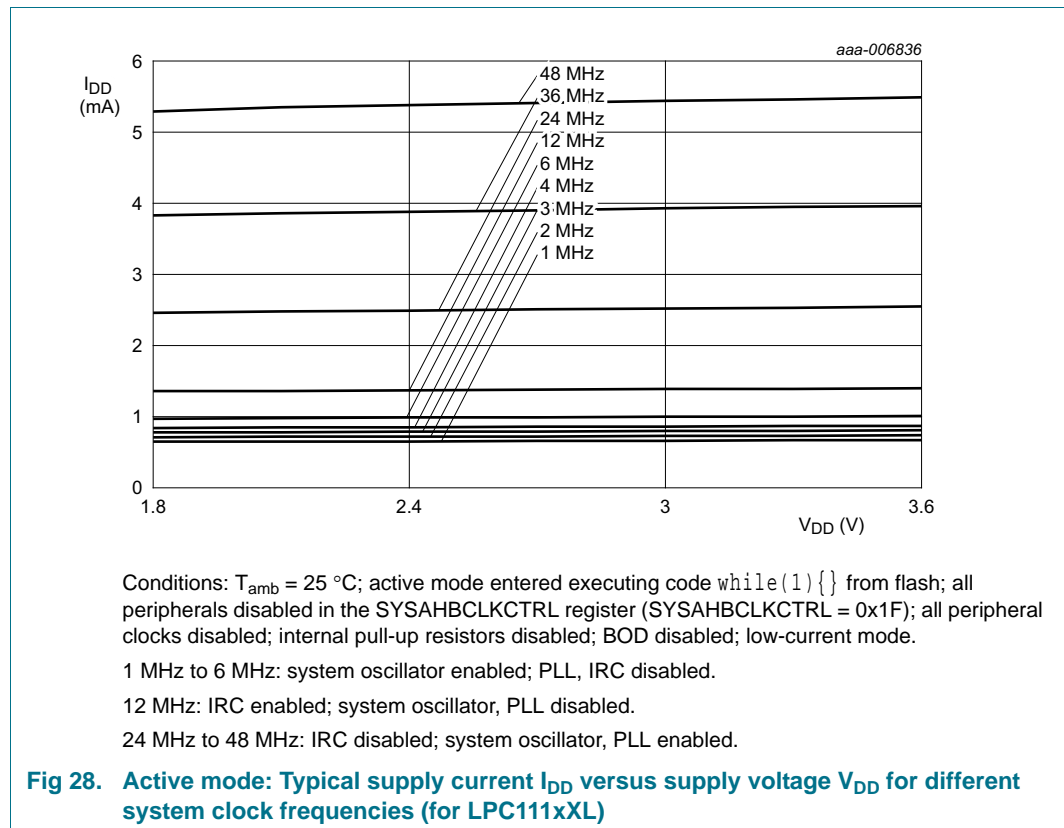 aaa-006836
6
I_DD
(mA)
5
4
3
2
1
0
48 MHz
36 MHz
24 MHz
12 MHz
6 MHz
4 MHz
3 MHz
2 MHz
1 MHz
1.8
2.4
3
3.6
V_DD (V)
Conditions: T_amb = 25 °C; active mode entered executing code while(1){} from flash; all
peripherals disabled in the SYSAHBCLKCTRL register (SYSAHBCLKCTRL = 0x1F); all peripheral
clocks disabled; internal pull-up resistors disabled; BOD disabled; low-current mode.
1 MHz to 6 MHz: system oscillator enabled; PLL, IRC disabled.
12 MHz: IRC enabled; system oscillator, PLL disabled.
24 MHz to 48 MHz: IRC disabled; system oscillator, PLL enabled.
Fig 28. Active mode: Typical supply current I_DD versus supply voltage V_DD for different
system clock frequencies (for LPC111xXL)